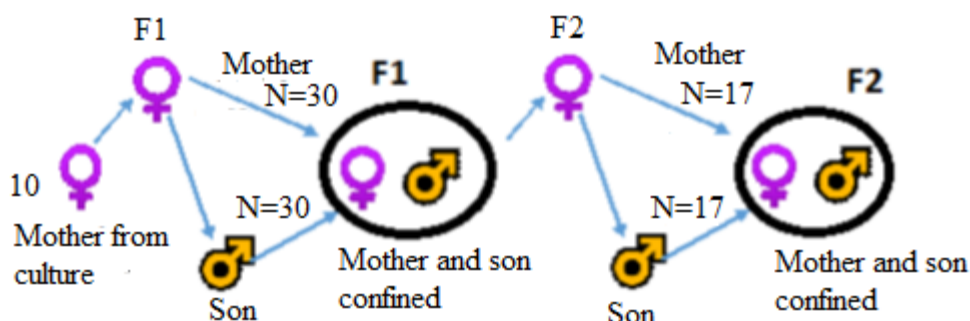 F1
Mother
N=30
F1
10
Mother from
culture
N=30
Son
Mother and son
confined
F2
Mother
N=17
F2
N=17
Son
Mother and son
confined